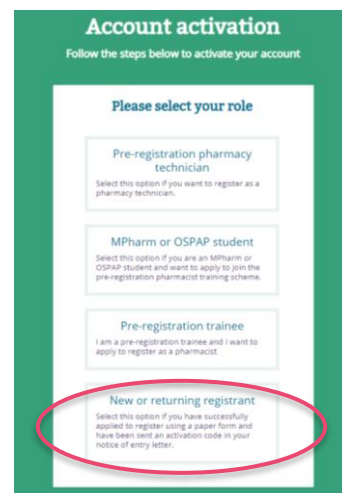 Account activation
Follow the steps below to activate your account
Please select your role
Pre-registration pharmacy
technician
Select this option if you want to register as a
pharmacy technician.
MPharm or OSPAP student
Select this option if you are an MPharm or
OSPAP student and want to apply to join the
pre-registration pharmacist training scheme.
Pre-registration trainee
I am a pre-registration trainee and I want to
apply to register as a pharmacist
New or returning registrant
Select this option if you have successfully
applied to register using a paper form and
have been sent an activation code in your
notice of entry letter.